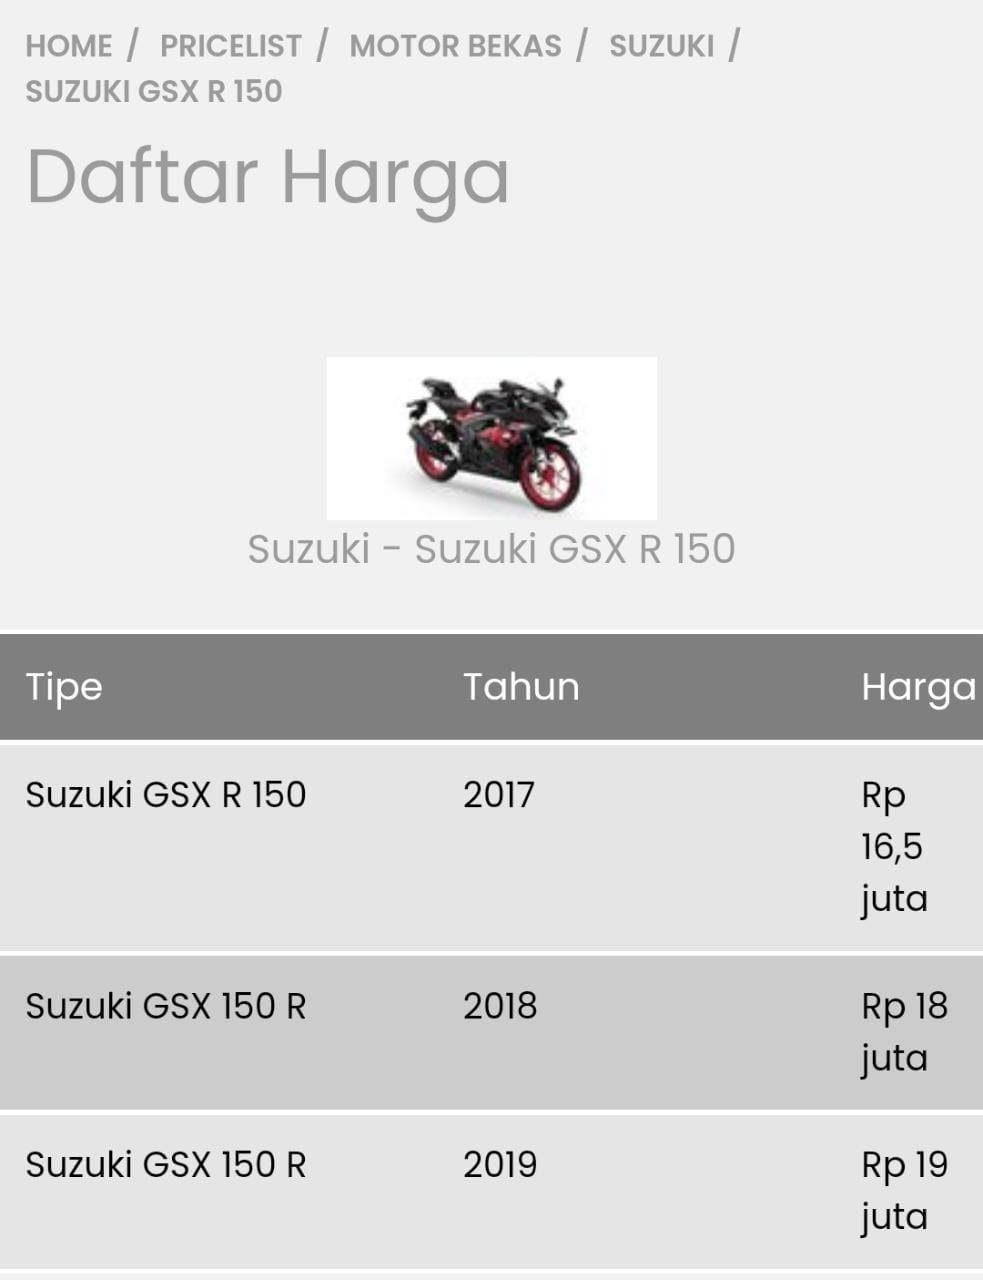 HOME / PRICELIST / MOTOR BEKAS / SUZUKI /
SUZUKI GSX R 150
Daftar Harga
Suzuki - Suzuki GSX R 150
Tipe Tahun Harga
Suzuki GSX R 150 2017 Rp
16,5
juta
Suzuki GSX 150 R 2018 Rp 18
juta
Suzuki GSX 150 R 2019 Rp 19
juta